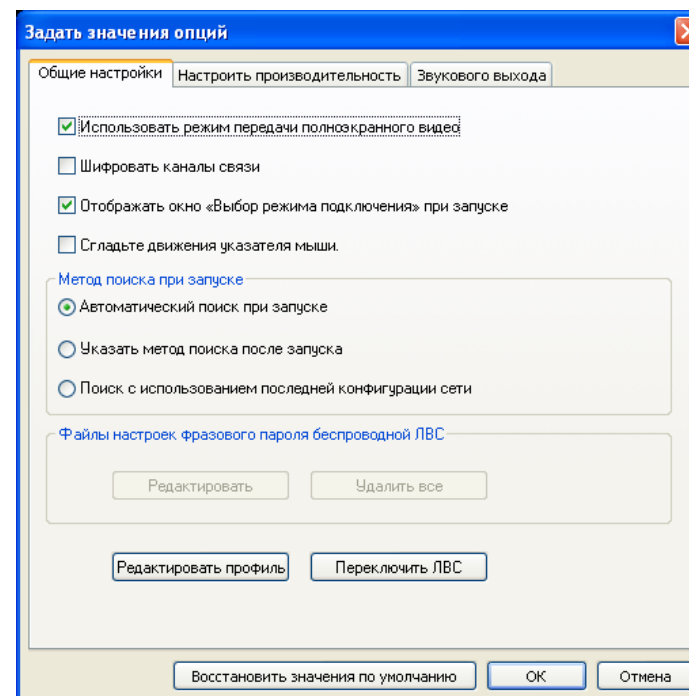 Задать значения опций
Общие настройки Настроить производительность Звукового выхода
Использовать режим передачи полноэкранного видео
Шифровать каналы связи
Отображать окно «Выбор режима подключения» при запуске
Сгладьте движения указателя мыши.
Метод поиска при запуске
Автоматический поиск при запуске
Указать метод поиска после запуска
Поиск с использованием последней конфигурации сети
Файлы настроек фразового пароля беспроводной ЛВС
Редактировать Удалить все
Редактировать профиль Переключить ЛВС
Восстановить значения по умолчанию ОК Отмена